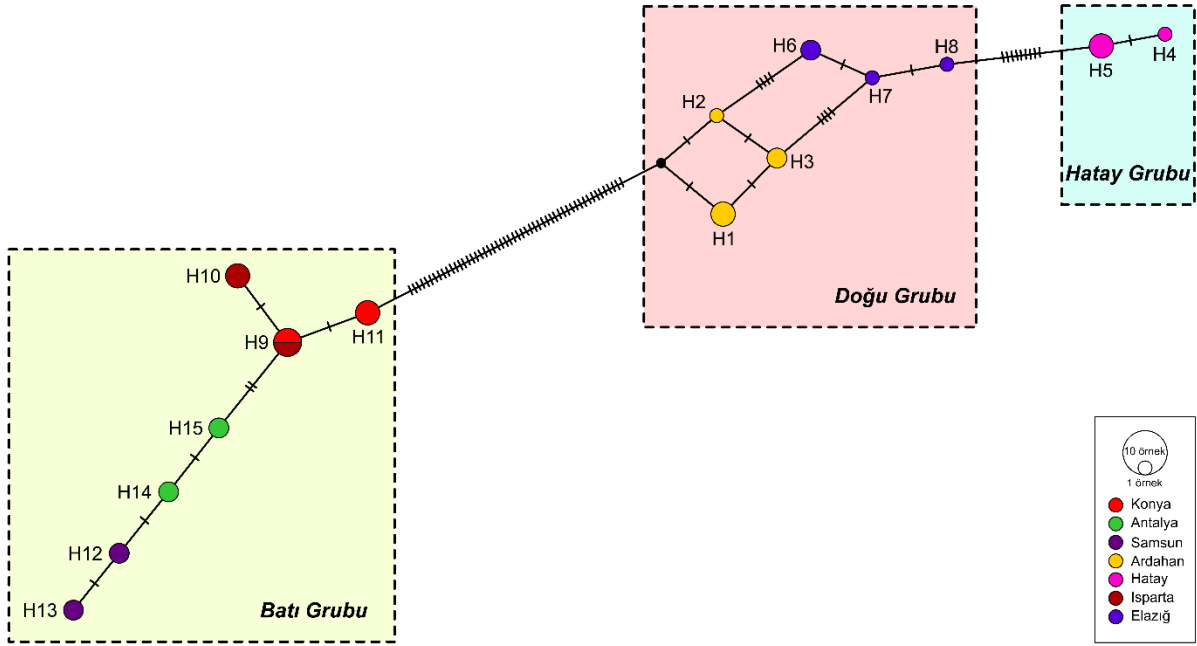 H6
H8
H4
H5
H7
H2
H3
Hatay Grubu
H1
H10
Doğu Grubu
H11
H9
H15
H14
H12
H13
Batı Grubu
10 örnek
1 örnek
Konya
Antalya
Samsun
Ardahan
Hatay
Isparta
Elazığ